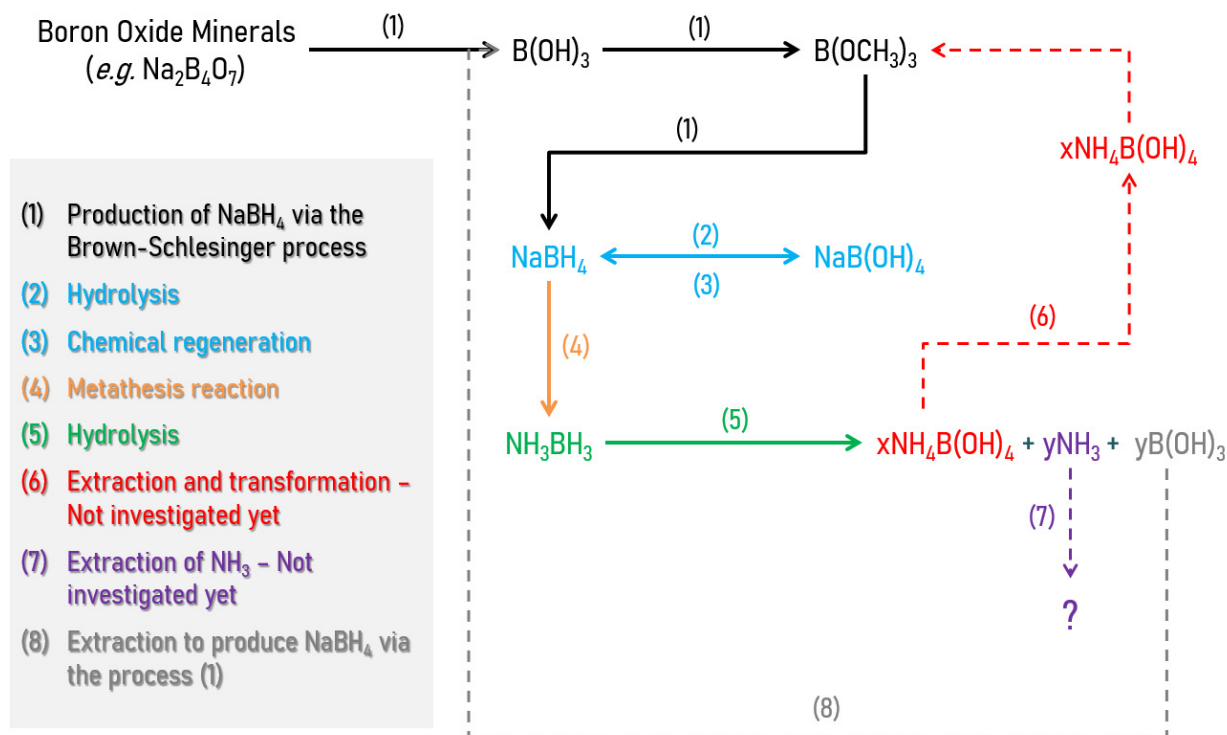 Boron Oxide Minerals
(e.g. Na₂B₄O₇)
(1)
B(OH)₃
(1)
B(OCH₃)₃
(1)
xNH₄B(OH)₄
NaBH₄
(2)
(3)
NaB(OH)₄
(4)
(6)
NH₃BH₃
(5)
xNH₄B(OH)₄ + yNH₃ + yB(OH)₃
(7)
?
(8)
(1) Production of NaBH₄ via the
Brown-Schlesinger process
(2) Hydrolysis
(3) Chemical regeneration
(4) Metathesis reaction
(5) Hydrolysis
(6) Extraction and transformation –
Not investigated yet
(7) Extraction of NH₃ – Not
investigated yet
(8) Extraction to produce NaBH₄ via
the process (1)